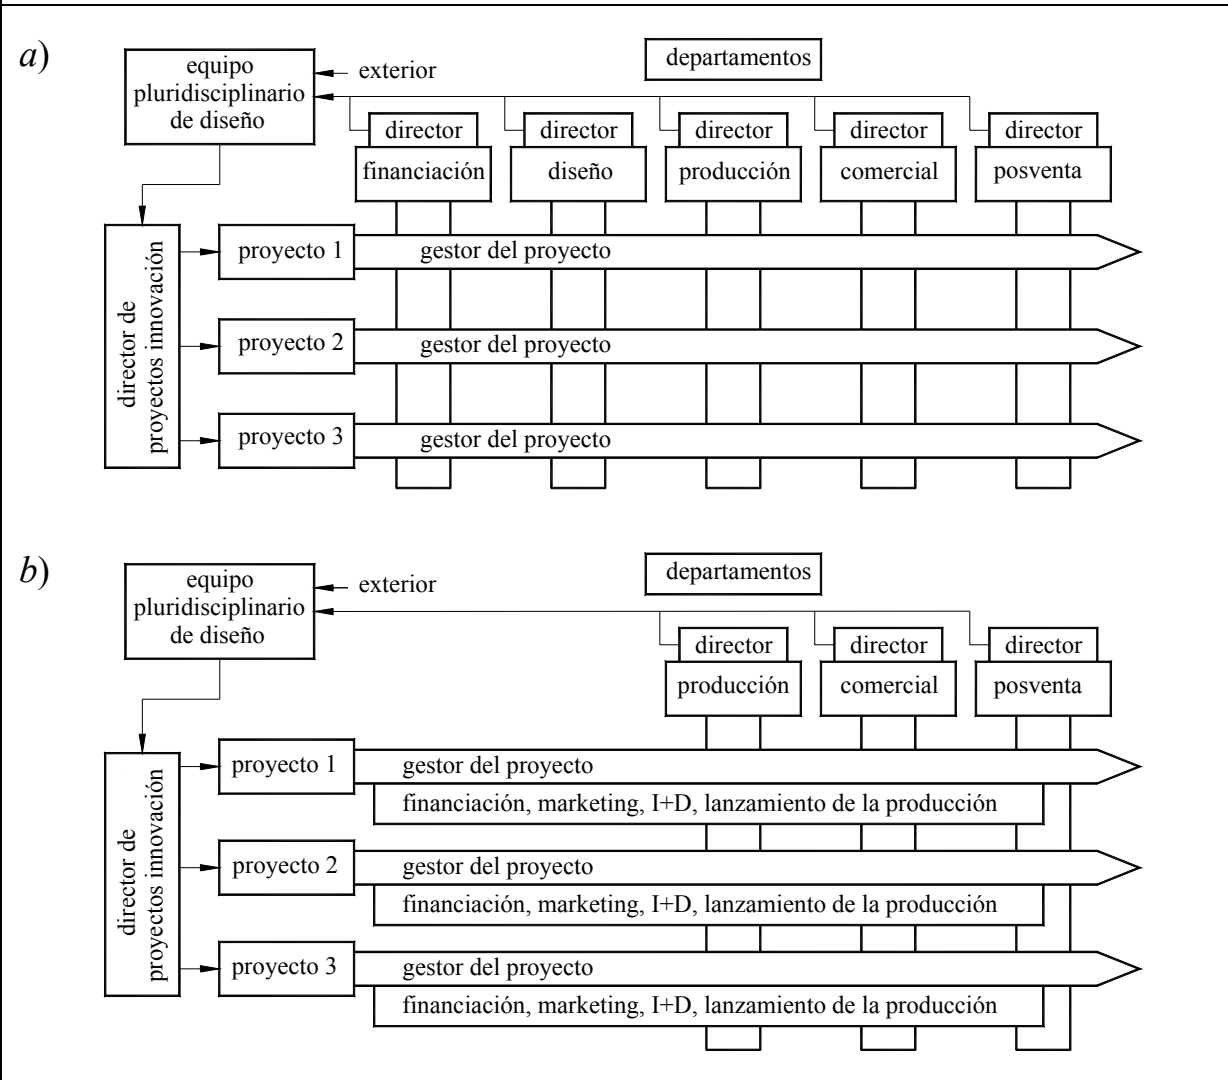 a)
equipo
pluridisciplinario
de diseño
exterior
departamentos
director
director
director
director
director
financiación
diseño
producción
comercial
posventa
director de
proyectos innovación
proyecto 1
gestor del proyecto
proyecto 2
gestor del proyecto
proyecto 3
gestor del proyecto
b)
equipo
pluridisciplinario
de diseño
exterior
departamentos
director
director
director
producción
comercial
posventa
director de
proyectos innovación
proyecto 1
gestor del proyecto
financiación, marketing, I+D, lanzamiento de la producción
proyecto 2
gestor del proyecto
financiación, marketing, I+D, lanzamiento de la producción
proyecto 3
gestor del proyecto
financiación, marketing, I+D, lanzamiento de la producción